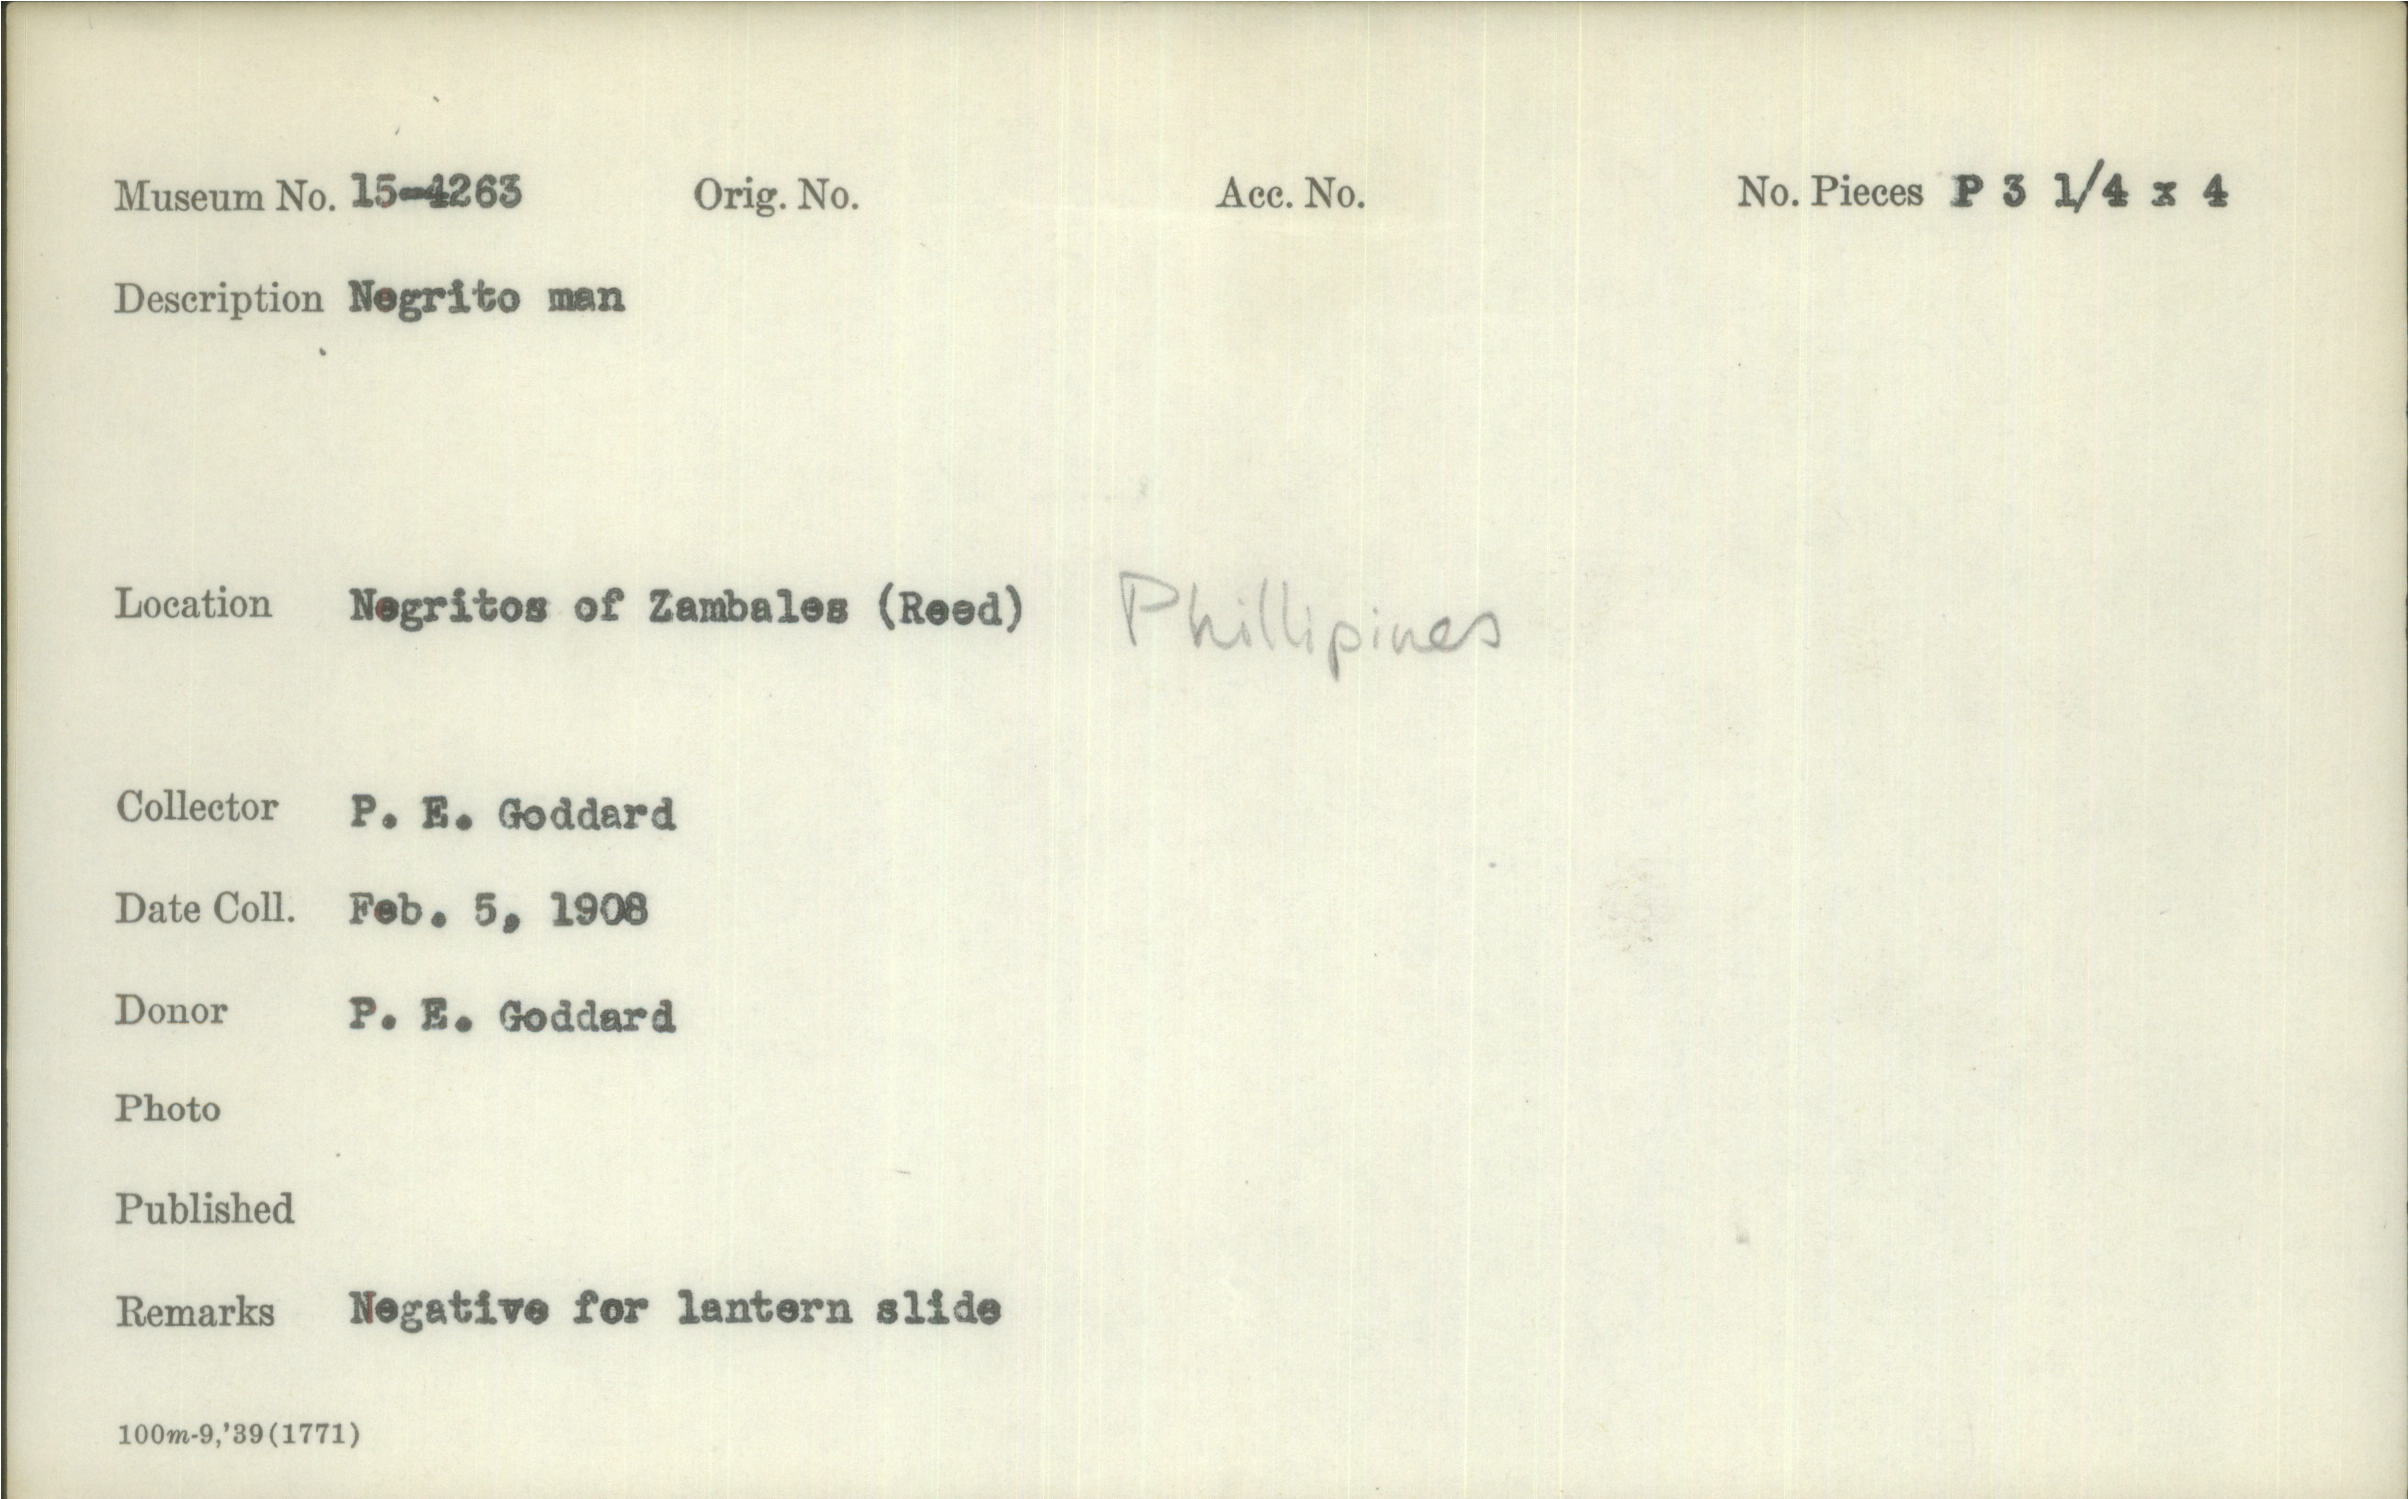 Museum No. 15-4263 Orig. No. Acc. No. No. Pieces P 3 1/4 x 4
Description Negrito man
Location Negritos of Zambales (Reed) Phillipines
Collector P. E. Goddard
Date Coll. Feb. 5, 1908
Donor P. E. Goddard
Photo
Published
Remarks Negative for lantern slide
100m-9,'39(1771)